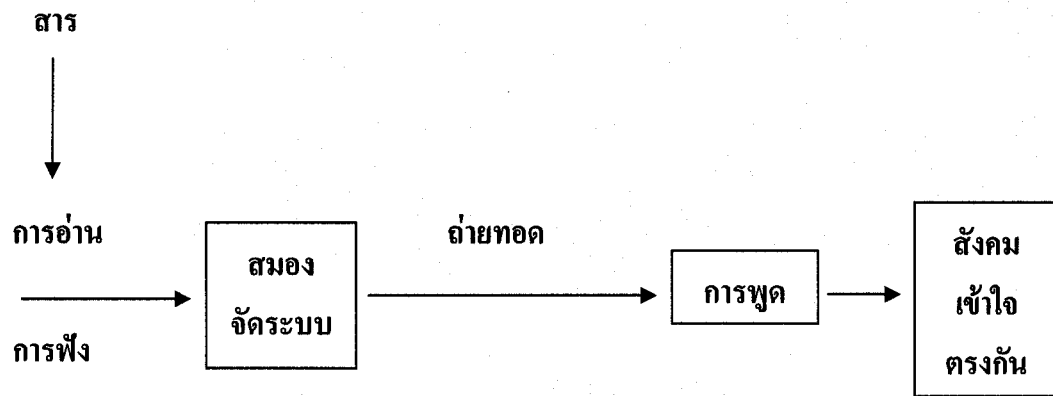 สาร
การอ่าน
การฟัง
สมอง
จัดระบบ
ถ่ายทอด
การพูด
สังคม
เข้าใจ
ตรงกัน